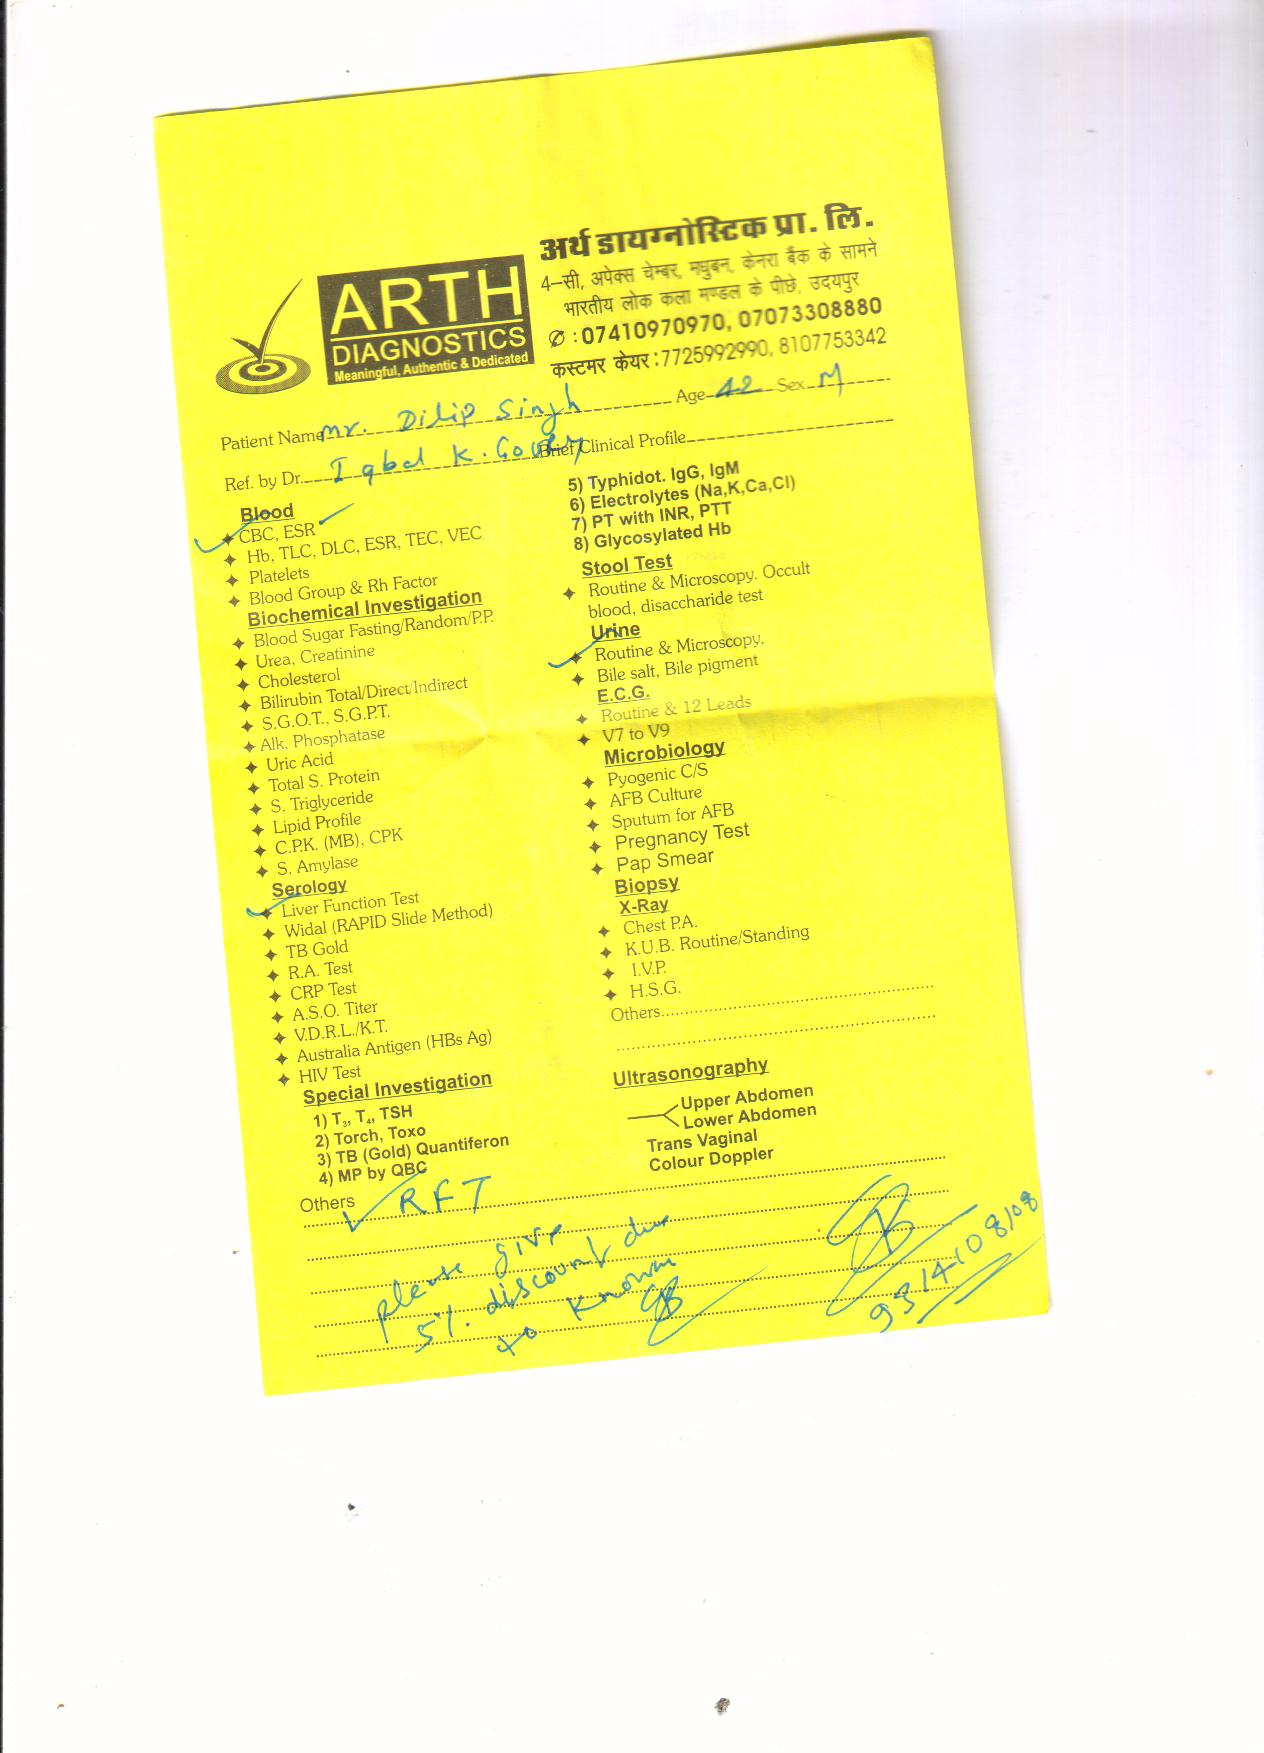 अर्थ डायग्नोस्टिक प्रा. लि.
4-सी, अपेक्स चेम्बर, मधुबन, केनरा बैंक के सामने
भारतीय लोक कला मण्डल के पीछे, उदयपुर
✆ : 07410970970, 07073308880
कस्टमर केयर :7725992990, 8107753342
ARTH
DIAGNOSTICS
Meaningful, Authentic & Dedicated
Patient Name Mr. Dilip Singh Age 42 Sex M
Ref. by Dr. Iqbal K. Brief Clinical Profile
Blood
CBC, ESR
Hb, TLC, DLC, ESR, TEC, VEC
Platelets
Blood Group & Rh Factor
Biochemical Investigation
Blood Sugar Fasting/Random/P.P.
Urea, Creatinine
Cholesterol
Bilirubin Total/Direct/Indirect
S.G.O.T., S.G.P.T.
Alk. Phosphatase
Uric Acid
Total S. Protein
S. Triglyceride
Lipid Profile
C.P.K. (MB), CPK
S. Amylase
Serology
Liver Function Test
Widal (RAPID Slide Method)
TB Gold
R.A. Test
CRP Test
A.S.O. Titer
V.D.R.L./K.T.
Australia Antigen (HBs Ag)
HIV Test
Special Investigation
1) T3, T4, TSH
2) Torch, Toxo
3) TB (Gold) Quantiferon
4) MP by QBC
5) Typhidot. IgG, IgM
6) Electrolytes (Na,K,Ca,Cl)
7) PT with INR, PTT
8) Glycosylated Hb
Stool Test
Routine & Microscopy. Occult
blood, disaccharide test
Urine
Routine & Microscopy,
Bile salt, Bile pigment
E.C.G.
Routine & 12 Leads
V7 to V9
Microbiology
Pyogenic C/S
AFB Culture
Sputum for AFB
Pregnancy Test
Pap Smear
Biopsy
X-Ray
Chest P.A.
K.U.B. Routine/Standing
I.V.P.
H.S.G.
Others
Ultrasonography
Upper Abdomen
Lower Abdomen
Trans Vaginal
Colour Doppler
Others RFT
please give
5% discount due
to known